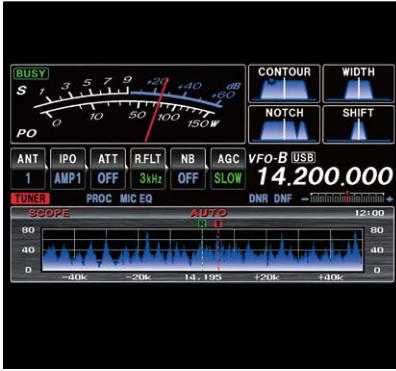 BUSY
S 1 3 5 7 9 +20 +40 +60 dB
PO 0 10 50 100 150W
CONTOUR WIDTH
NOTCH SHIFT
ANT IPO ATT R.FLT NB AGC VFO-B USB
1 AMP1 OFF 3kHz OFF SLOW 14.200.000
TUNER PROC MIC EQ DNR DNF - +
SCOPE AUTO 12:00
R T
80 80
40 40
0 0
-40k -20k 14.195 +20k +40k